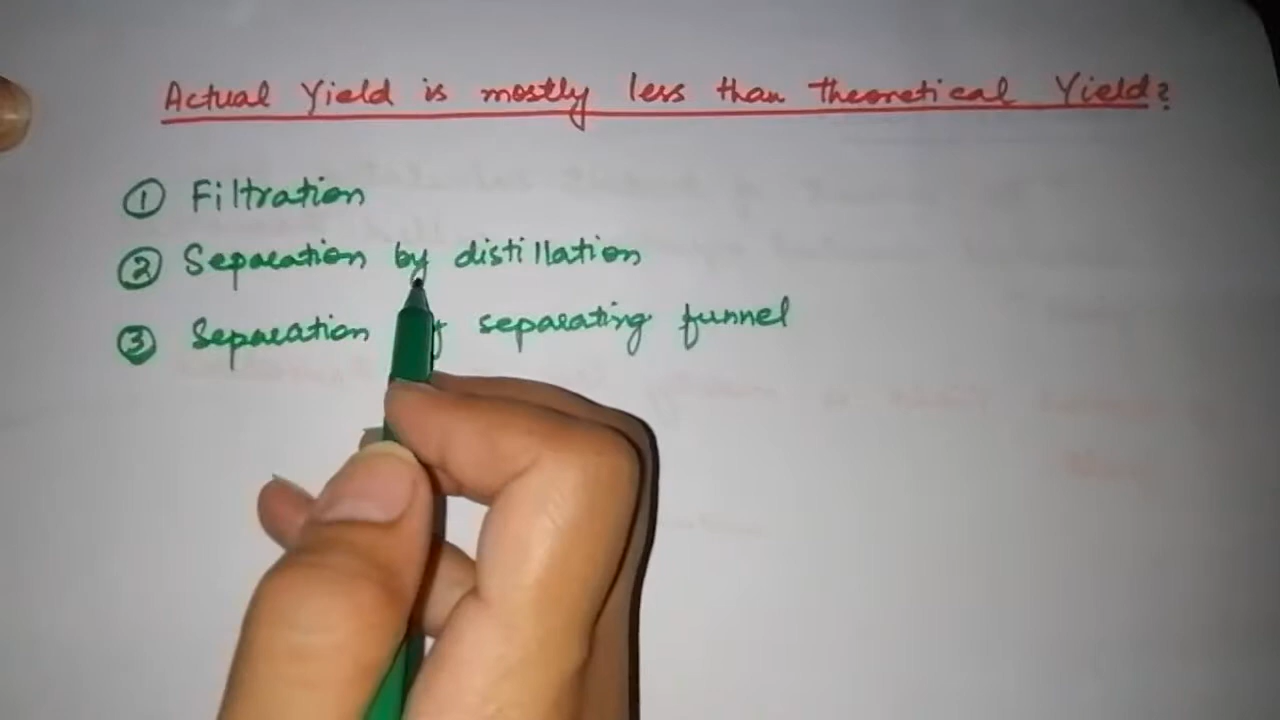 Actual Yield is mostly less than theoretical Yield?
① Filtration
② Separation by distillation
③ Separation separating funnel